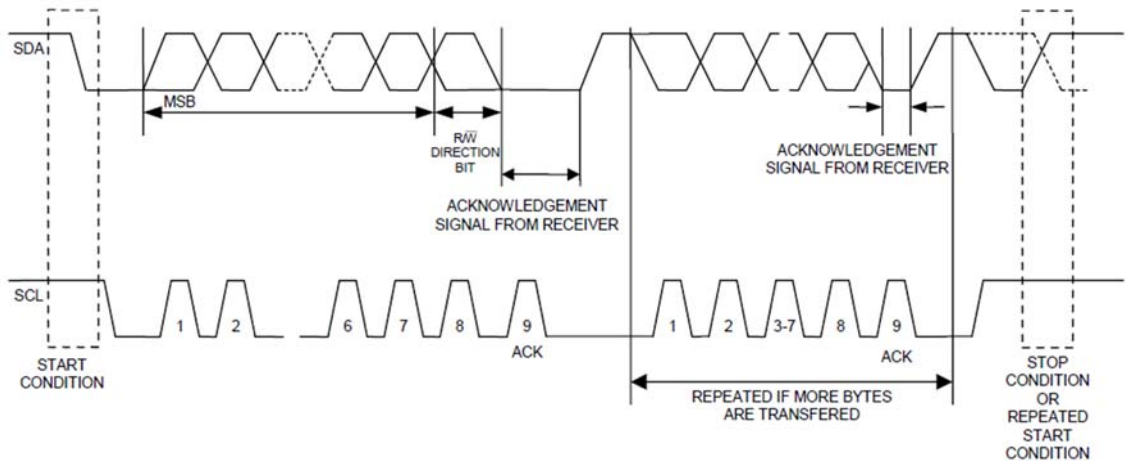 SDA
MSB
R/W̅
DIRECTION
BIT
ACKNOWLEDGEMENT
SIGNAL FROM RECEIVER
ACKNOWLEDGEMENT
SIGNAL FROM RECEIVER
SCL
1 2 6 7 8 9 1 2 3-7 8 9
ACK ACK
START
CONDITION
REPEATED IF MORE BYTES
ARE TRANSFERED
STOP
CONDITION
OR
REPEATED
START
CONDITION